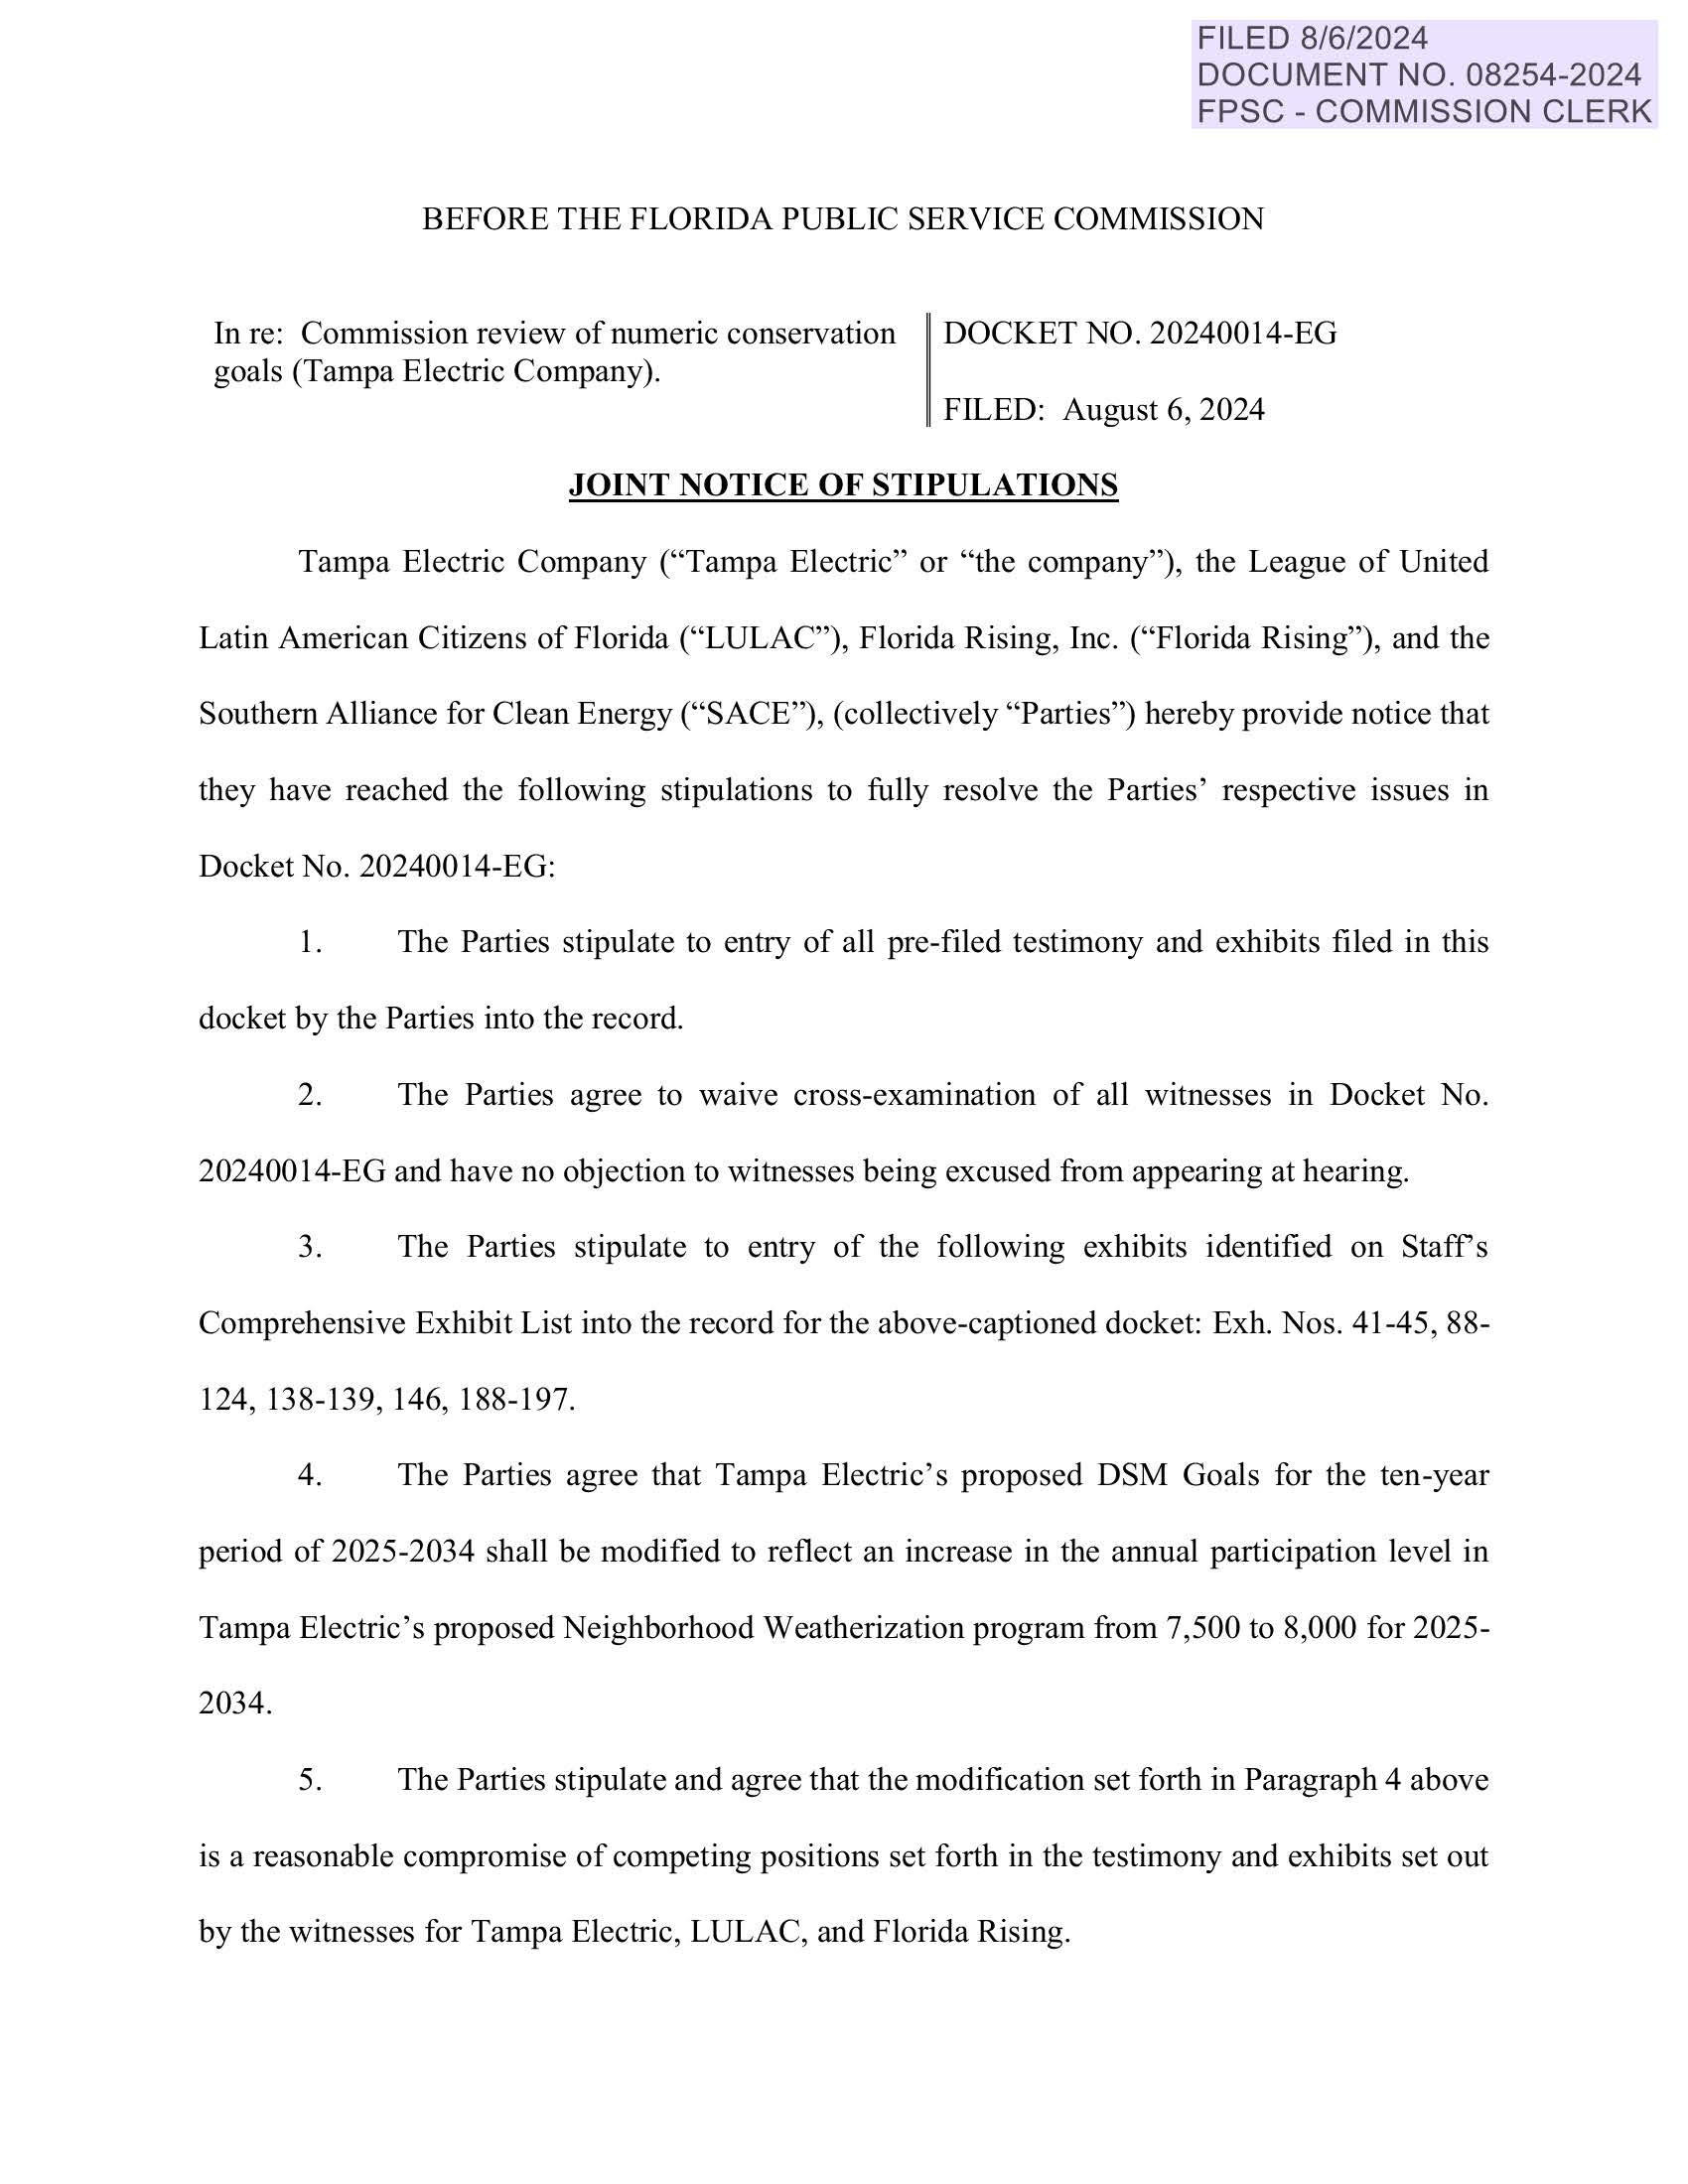 FILED 8/6/2024
DOCUMENT NO. 08254-2024
FPSC - COMMISSION CLERK
BEFORE THE FLORIDA PUBLIC SERVICE COMMISSION
In re:  Commission review of numeric conservation
goals (Tampa Electric Company).
DOCKET NO. 20240014-EG
FILED:  August 6, 2024
JOINT NOTICE OF STIPULATIONS
Tampa Electric Company (“Tampa Electric” or “the company”), the League of United
Latin American Citizens of Florida (“LULAC”), Florida Rising, Inc. (“Florida Rising”), and the
Southern Alliance for Clean Energy (“SACE”), (collectively “Parties”) hereby provide notice that
they have reached the following stipulations to fully resolve the Parties’ respective issues in
Docket No. 20240014-EG:
1. The Parties stipulate to entry of all pre-filed testimony and exhibits filed in this
docket by the Parties into the record.
2. The Parties agree to waive cross-examination of all witnesses in Docket No.
20240014-EG and have no objection to witnesses being excused from appearing at hearing.
3. The Parties stipulate to entry of the following exhibits identified on Staff’s
Comprehensive Exhibit List into the record for the above-captioned docket: Exh. Nos. 41-45, 88-
124, 138-139, 146, 188-197.
4. The Parties agree that Tampa Electric’s proposed DSM Goals for the ten-year
period of 2025-2034 shall be modified to reflect an increase in the annual participation level in
Tampa Electric’s proposed Neighborhood Weatherization program from 7,500 to 8,000 for 2025-
2034.
5. The Parties stipulate and agree that the modification set forth in Paragraph 4 above
is a reasonable compromise of competing positions set forth in the testimony and exhibits set out
by the witnesses for Tampa Electric, LULAC, and Florida Rising.